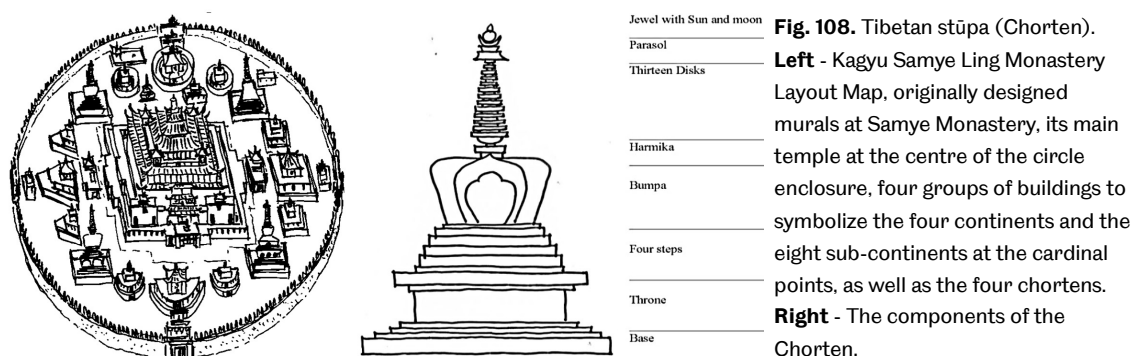 Jewel with Sun and moon
Parasol
Thirteen Disks
Harmika
Bumpa
Four steps
Throne
Base
Fig. 108. Tibetan stūpa (Chorten).
Left - Kagyu Samye Ling Monastery
Layout Map, originally designed
murals at Samye Monastery, its main
temple at the centre of the circle
enclosure, four groups of buildings to
symbolize the four continents and the
eight sub-continents at the cardinal
points, as well as the four chortens.
Right - The components of the
Chorten.